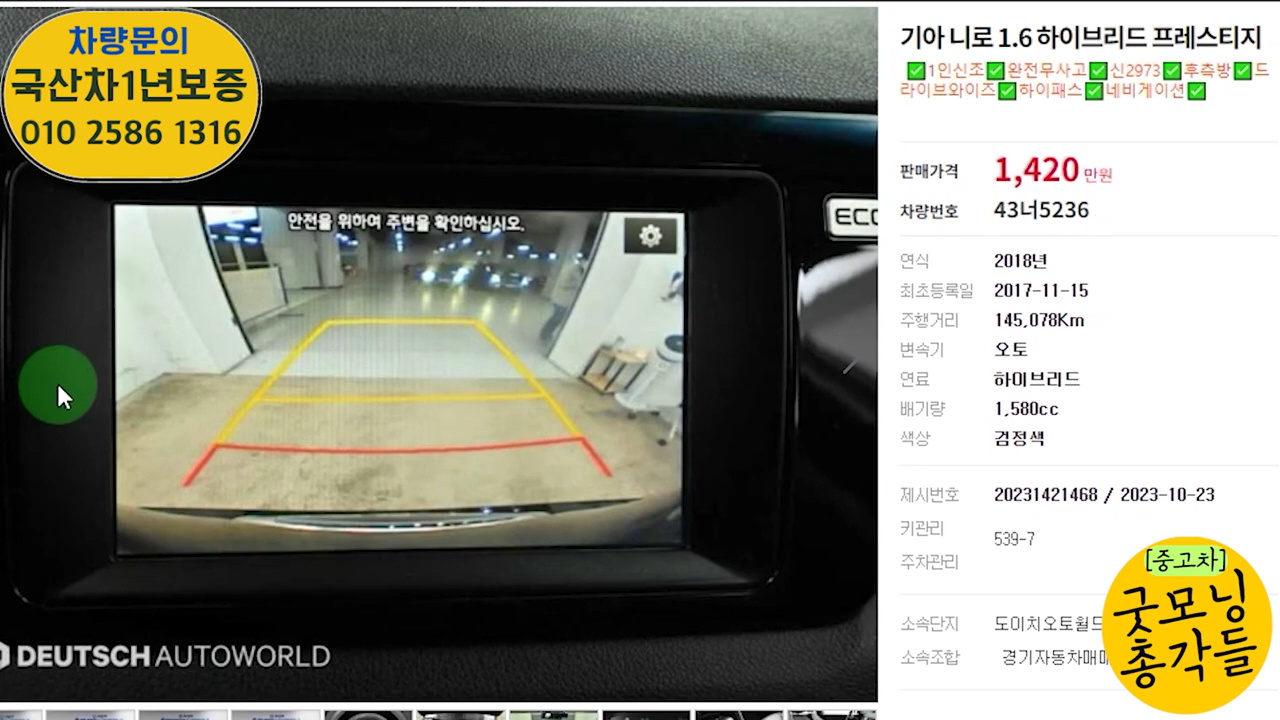 차량문의
국산차1년보증
010 2586 1316
안전을 위하여 주변을 확인하십시오.
ECO
DEUTSCH AUTOWORLD
기아 니로 1.6 하이브리드 프레스티지
✅1인신조✅완전무사고✅신2973✅후측방✅드
라이브와이즈✅하이패스✅네비게이션✅
판매가격 1,420 만원
차량번호 43너5236
연식 2018년
최초등록일 2017-11-15
주행거리 145,078Km
변속기 오토
연료 하이브리드
배기량 1,580cc
색상 검정색
제시번호 20231421468 / 2023-10-23
키관리 539-7
주차관리
소속단지 도이치오토월드
소속조합 경기자동차매매
[중고차]
굿모닝
총각들